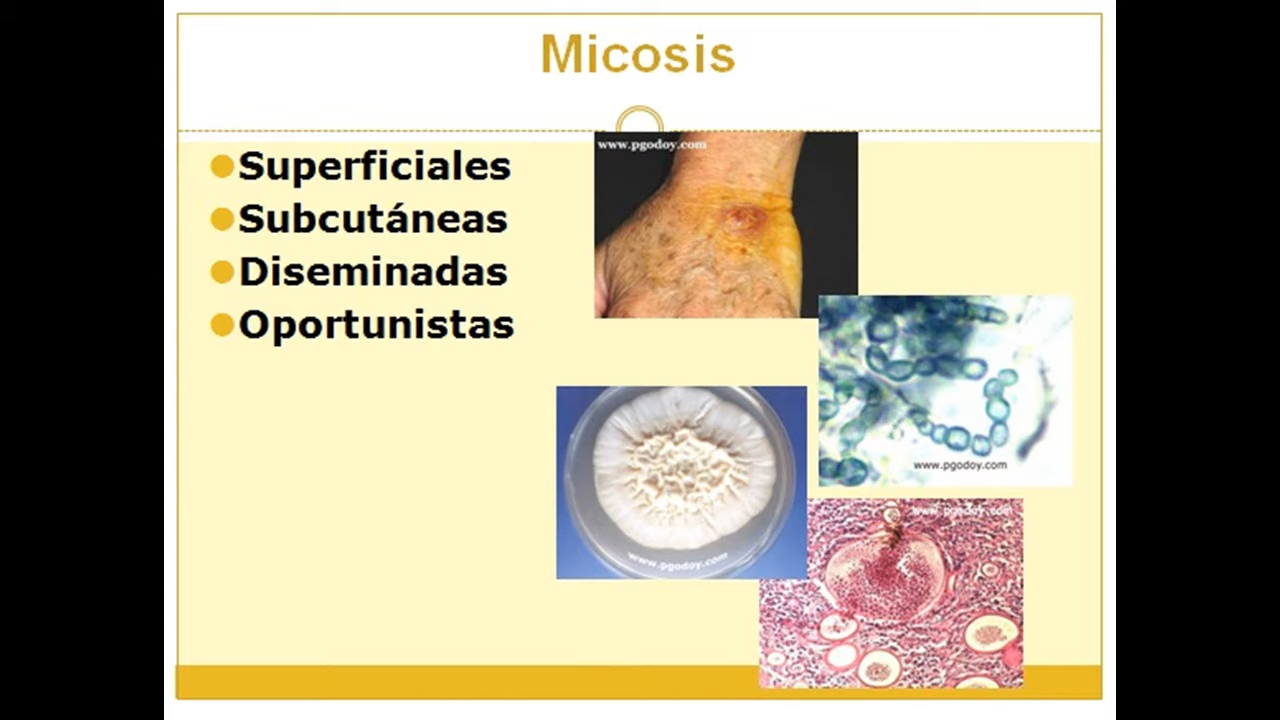 Micosis
Superficiales
Subcutáneas
Diseminadas
Oportunistas
www.pgodoy.com
www.pgodoy.com
www.pgodoy.com
www.pgodoy.com